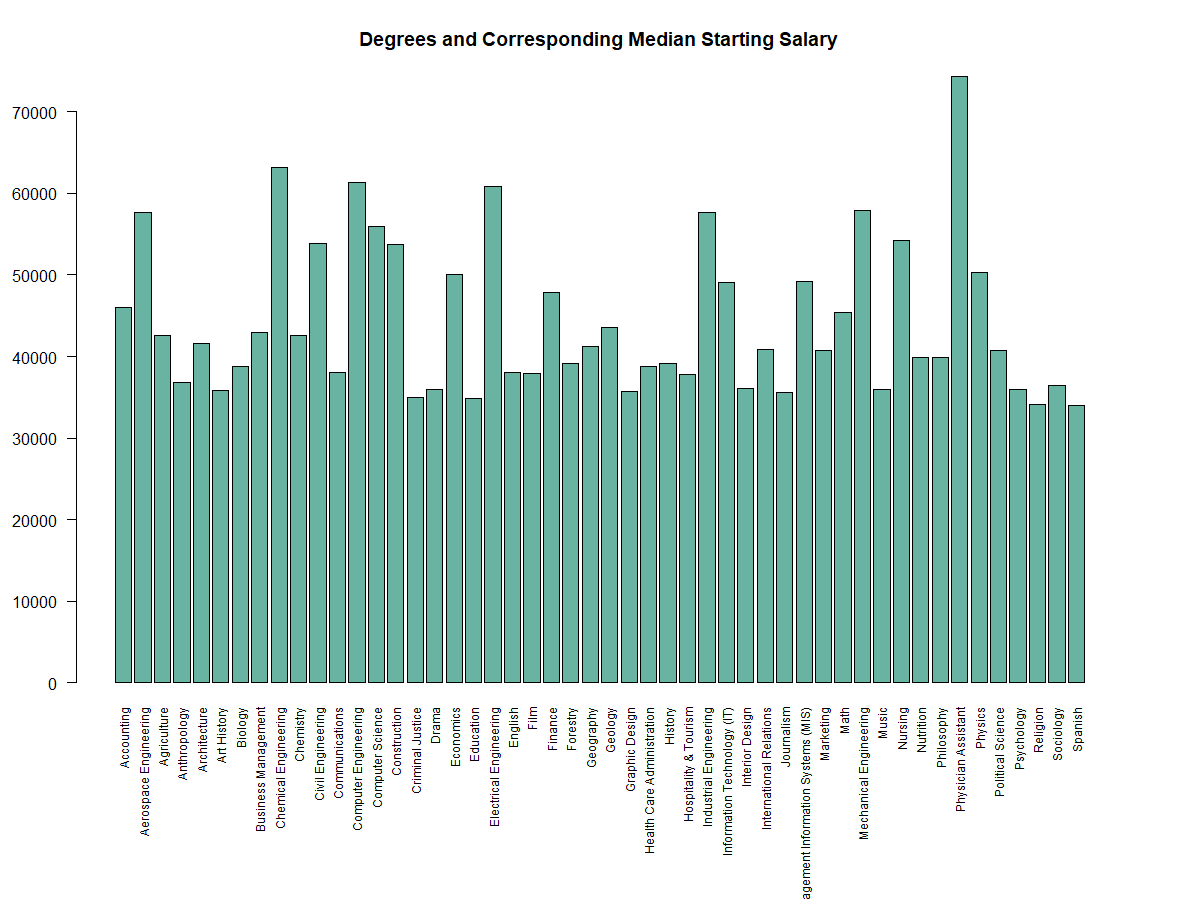 Degrees and Corresponding Median Starting Salary
70000
60000
50000
40000
30000
20000
10000
0
Accounting
Aerospace Engineering
Agriculture
Anthropology
Architecture
Art History
Biology
Business Management
Chemical Engineering
Chemistry
Civil Engineering
Communications
Computer Engineering
Computer Science
Construction
Criminal Justice
Drama
Economics
Education
Electrical Engineering
English
Film
Finance
Forestry
Geography
Geology
Graphic Design
Health Care Administration
History
Hospitality & Tourism
Industrial Engineering
Information Technology (IT)
Interior Design
International Relations
Journalism
agement Information Systems (MIS)
Marketing
Math
Mechanical Engineering
Music
Nursing
Nutrition
Philosophy
Physician Assistant
Physics
Political Science
Psychology
Religion
Sociology
Spanish